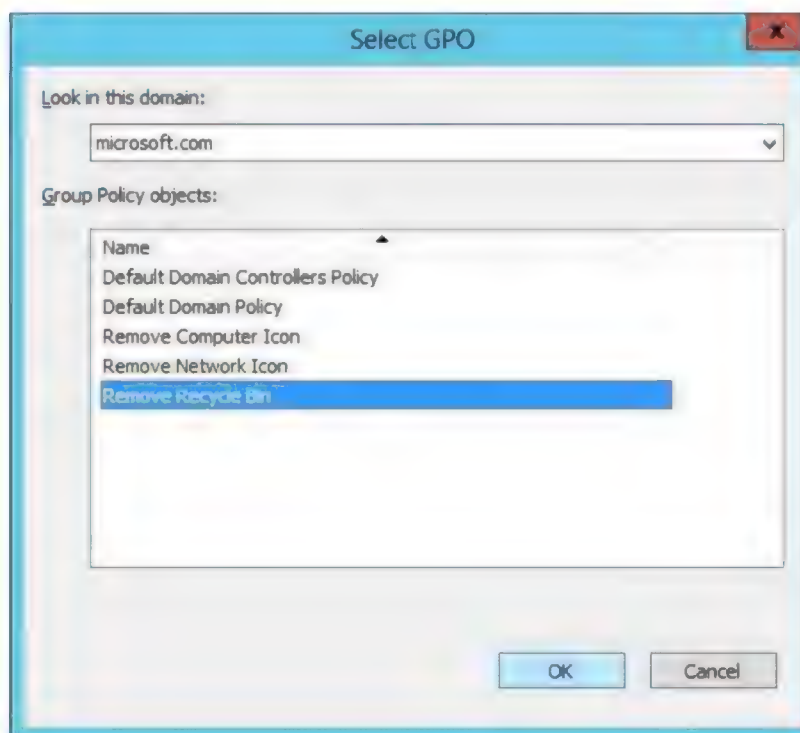 Select GPO
x
Look in this domain:
microsoft.com
Group Policy objects:
Name
Default Domain Controllers Policy
Default Domain Policy
Remove Computer Icon
Remove Network Icon
Remove Recycle Bin
OK
Cancel